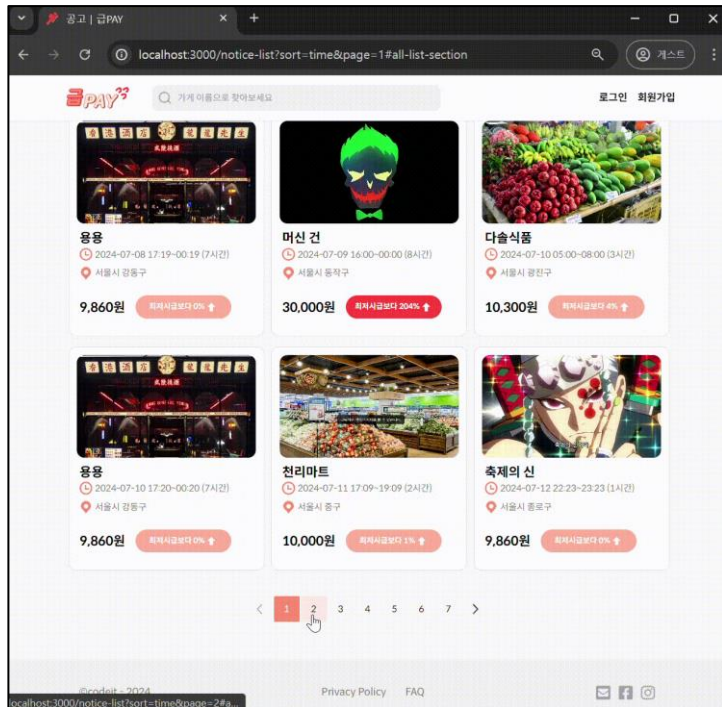 공고 | 급PAY
localhost:3000/notice-list?sort=time&page=1#all-list-section
게스트
급PAY
가게 이름으로 찾아보세요
로그인 회원가입
용용
2024-07-08 17:19~00:19 (7시간)
서울시 강동구
9,860원
최저시급보다 0%
머신 건
2024-07-09 16:00~00:00 (8시간)
서울시 동작구
30,000원
최저시급보다 204%
다솔식품
2024-07-10 05:00~08:00 (3시간)
서울시 광진구
10,300원
최저시급보다 4%
용용
2024-07-10 17:20~00:20 (7시간)
서울시 강동구
9,860원
최저시급보다 0%
천리마트
2024-07-11 17:09~19:09 (2시간)
서울시 중구
10,000원
최저시급보다 1%
축제의 신
2024-07-12 22:23~23:23 (1시간)
서울시 종로구
9,860원
최저시급보다 0%
1 2 3 4 5 6 7
©codeit - 2024
Privacy Policy FAQ
localhost:3000/notice-list?sort=time&page=2#a...